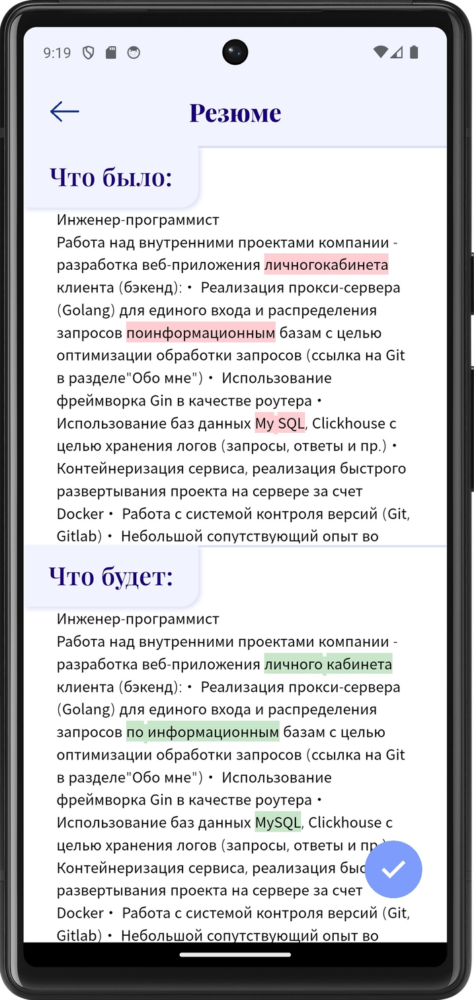 9:19
Резюме
Что было:
Инженер-программист
Работа над внутренними проектами компании -
разработка веб-приложения личногокабинета
клиента (бэкенд): • Реализация прокси-сервера
(Golang) для единого входа и распределения
запросов поинформационным базам с целью
оптимизации обработки запросов (ссылка на Git
в разделе"Обо мне") • Использование
фреймворка Gin в качестве роутера •
Использование баз данных My SQL, Clickhouse с
целью хранения логов (запросы, ответы и пр.) •
Контейнеризация сервиса, реализация быстрого
развертывания проекта на сервере за счет
Docker • Работа с системой контроля версий (Git,
Gitlab) • Небольшой сопутствующий опыт во
Что будет:
Инженер-программист
Работа над внутренними проектами компании -
разработка веб-приложения личного кабинета
клиента (бэкенд): • Реализация прокси-сервера
(Golang) для единого входа и распределения
запросов по информационным базам с целью
оптимизации обработки запросов (ссылка на Git
в разделе"Обо мне") • Использование
фреймворка Gin в качестве роутера •
Использование баз данных MySQL, Clickhouse с
целью хранения логов (запросы, ответы и пр.)
Контейнеризация сервиса, реализация быс
развертывания проекта на сервере за счет
Docker • Работа с системой контроля версий (Git,
Gitlab) • Небольшой сопутствующий опыт во